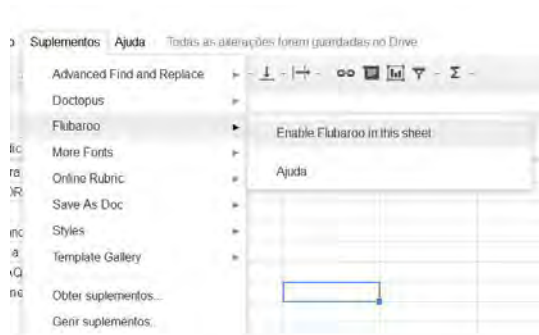 Suplementos Ajuda Todas as alterações foram guardadas no Drive
Advanced Find and Replace
Doctopus
Flubaroo
Enable Flubaroo in this sheet
More Fonts
Ajuda
Online Rubric
Save As Doc
Styles
Template Gallery
Obter suplementos...
Gerir suplementos...